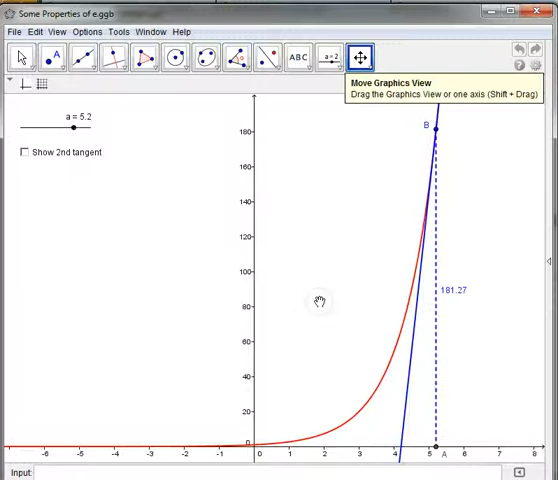 Some Properties of e.ggb
File Edit View Options Tools Window Help
A
α
ABC
a=2
Move Graphics View
Drag the Graphics View or one axis (Shift + Drag)
a = 5.2
Show 2nd tangent
B
180
160
140
120
100
80
60
40
20
0
181.27
-6 -5 -4 -3 -2 -1 0 1 2 3 4 5 6 7 8
A
Input: